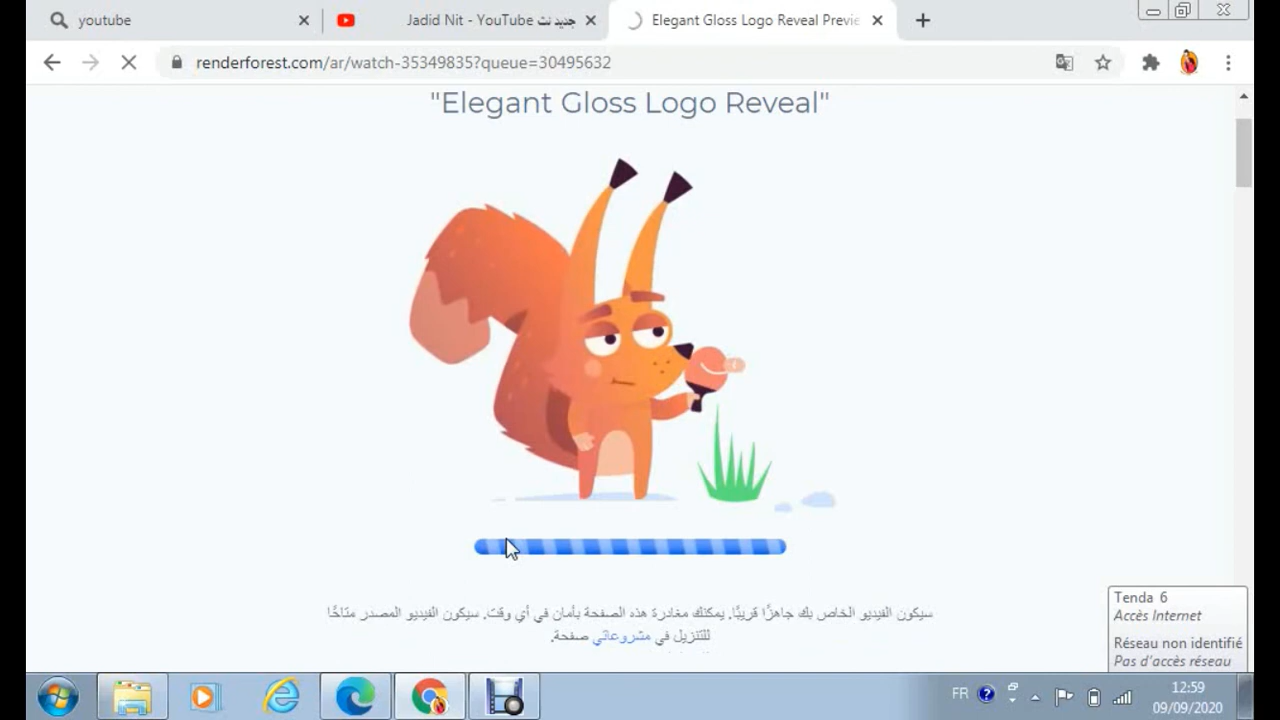 youtube
Jadid Nit - YouTube جديد نت
Elegant Gloss Logo Reveal Previe
renderforest.com/ar/watch-35349835?queue=30495632
"Elegant Gloss Logo Reveal"
سيكون الفيديو الخاص بك جاهزًا قريبًا. يمكنك مغادرة هذه الصفحة بأمان في أي وقت. سيكون الفيديو المصدر متاحًا
للتنزيل في مشروعاتي صفحة.
Tenda 6
Accès Internet
Réseau non identifié
Pas d'accès réseau
FR
12:59
09/09/2020